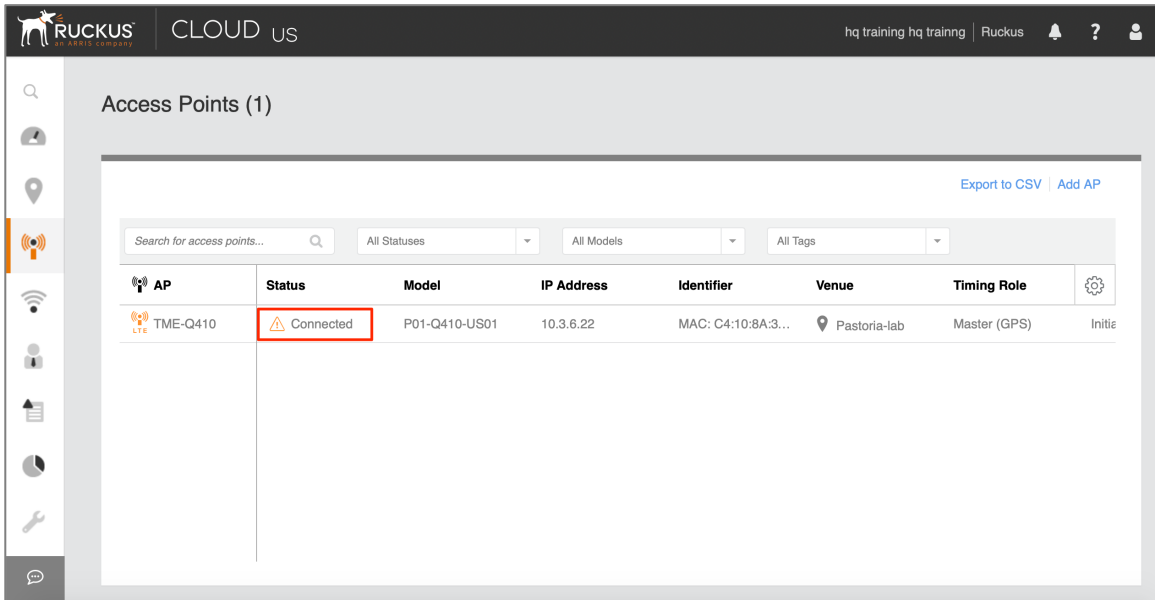 RUCKUS™
an ARRIS company
CLOUD US
hq training hq trainng Ruckus ?
Access Points (1)
Export to CSV Add AP
Search for access points... All Statuses All Models All Tags
AP Status Model IP Address Identifier Venue Timing Role
LTE TME-Q410 Connected P01-Q410-US01 10.3.6.22 MAC: C4:10:8A:3... Pastoria-lab Master (GPS) Initia